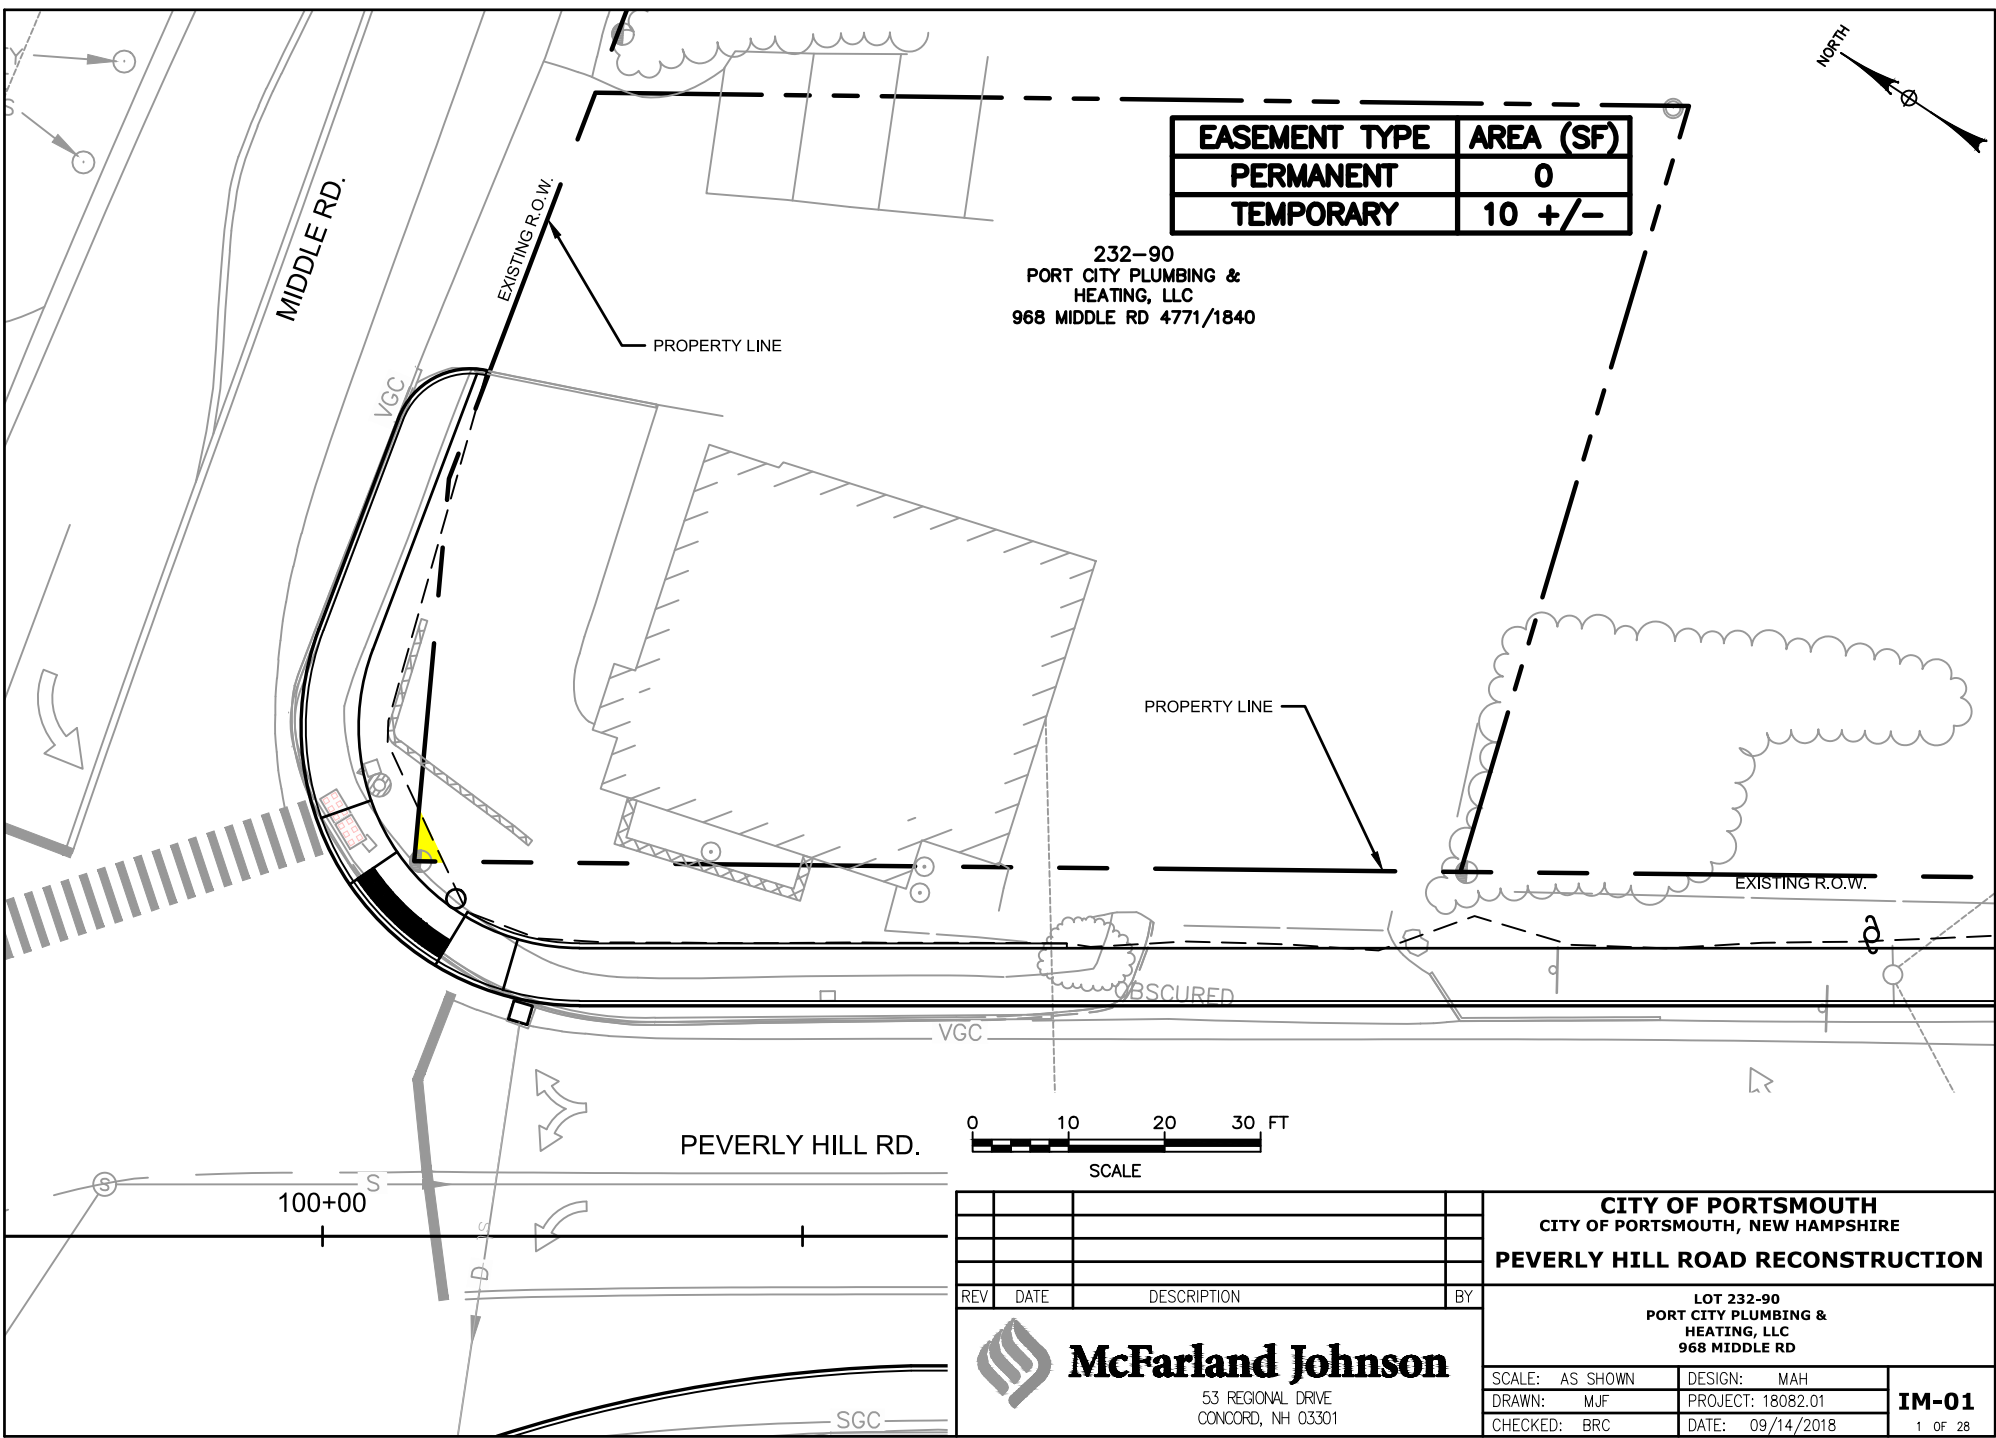 NORTH
MIDDLE RD.
EXISTING R.O.W.
EASEMENT TYPE AREA (SF)
PERMANENT 0
TEMPORARY 10 +/-
232-90
PORT CITY PLUMBING &
HEATING, LLC
968 MIDDLE RD 4771/1840
PROPERTY LINE
VGC
PROPERTY LINE
EXISTING R.O.W.
OBSCURED
VGC
PEVERLY HILL RD.
0 10 20 30 FT
SCALE
S
S
100+00
D
SGC
REV DATE DESCRIPTION BY
McFarland Johnson
53 REGIONAL DRIVE
CONCORD, NH 03301
CITY OF PORTSMOUTH
CITY OF PORTSMOUTH, NEW HAMPSHIRE
PEVERLY HILL ROAD RECONSTRUCTION
LOT 232-90
PORT CITY PLUMBING &
HEATING, LLC
968 MIDDLE RD
SCALE: AS SHOWN DESIGN: MAH
DRAWN: MJF PROJECT: 18082.01
CHECKED: BRC DATE: 09/14/2018
IM-01
1 OF 28